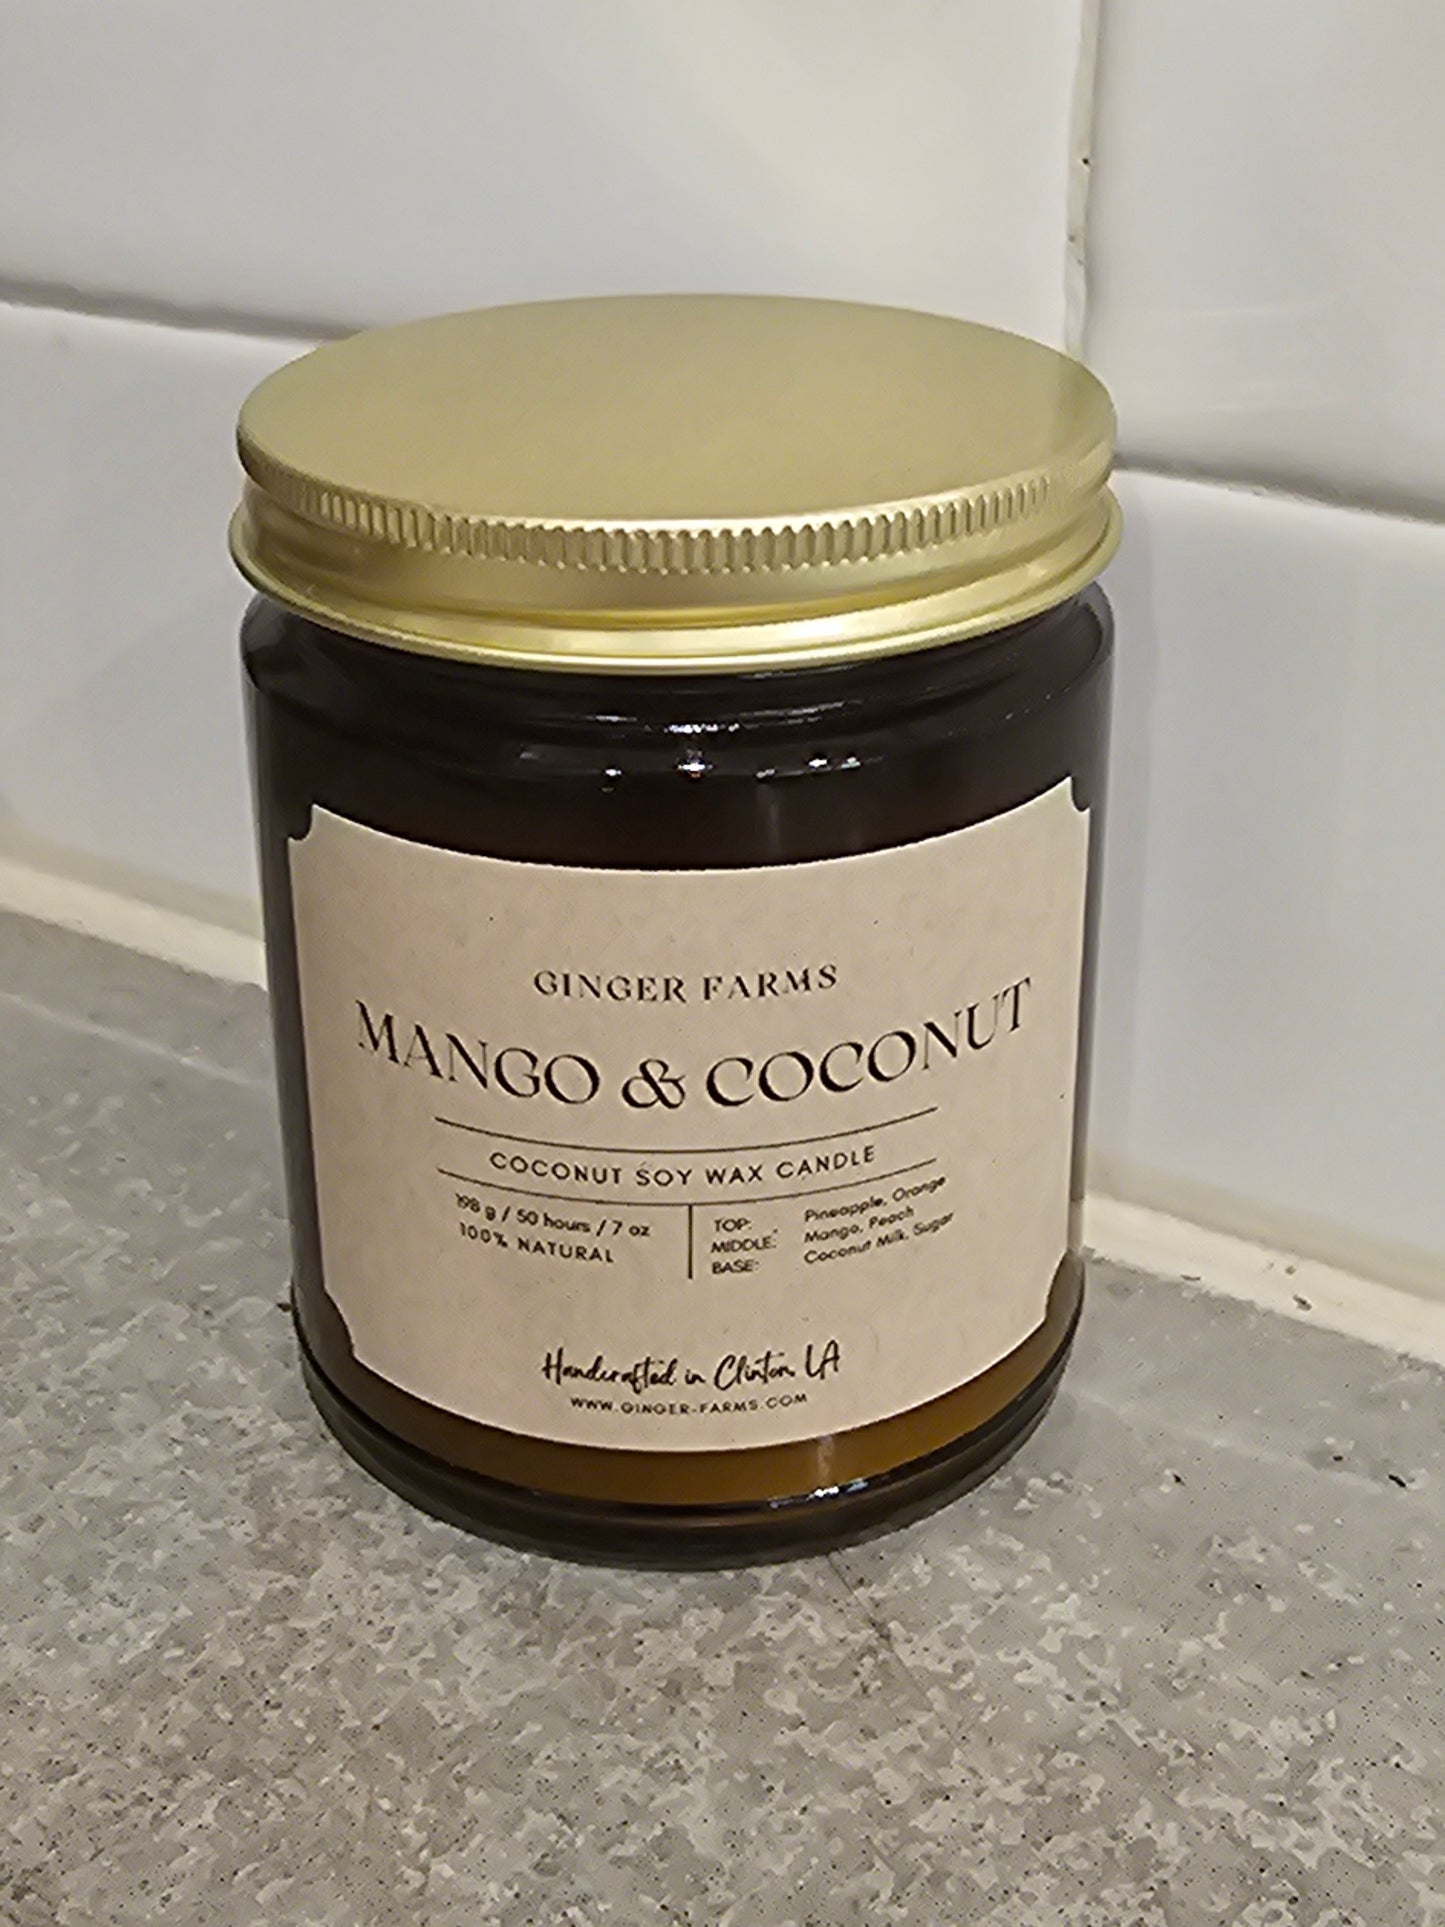 GINGER FARMS
MANGO & COCONUT
COCONUT SOY WAX CANDLE
198 g / 50 hours / 7 oz
100% NATURAL
TOP: Pineapple, Orange
MIDDLE: Mango, Peach
BASE: Coconut Milk, Sugar
Handcrafted in Clinton, LA
WWW.GINGER-FARMS.COM